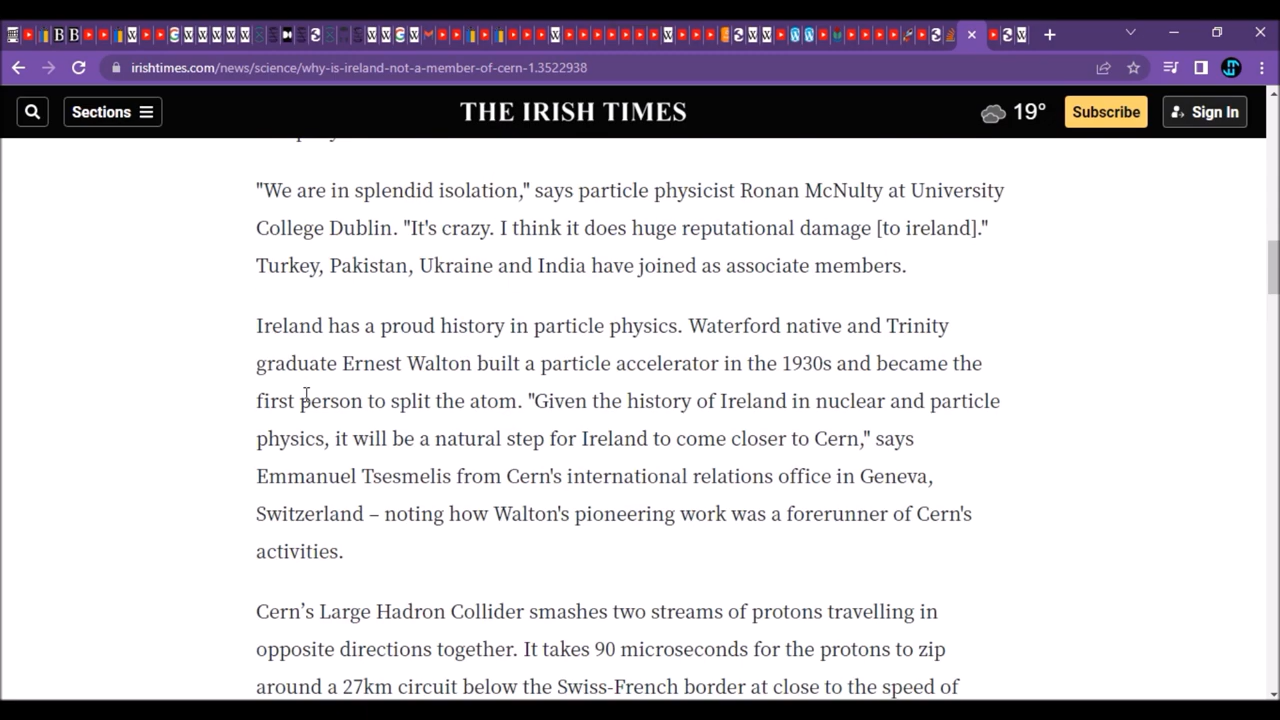 irishtimes.com/news/science/why-is-ireland-not-a-member-of-cern-1.3522938
Sections
THE IRISH TIMES
19°
Subscribe
Sign In
"We are in splendid isolation," says particle physicist Ronan McNulty at University
College Dublin. "It's crazy. I think it does huge reputational damage [to ireland]."
Turkey, Pakistan, Ukraine and India have joined as associate members.
Ireland has a proud history in particle physics. Waterford native and Trinity
graduate Ernest Walton built a particle accelerator in the 1930s and became the
first person to split the atom. "Given the history of Ireland in nuclear and particle
physics, it will be a natural step for Ireland to come closer to Cern," says
Emmanuel Tsesmelis from Cern's international relations office in Geneva,
Switzerland – noting how Walton's pioneering work was a forerunner of Cern's
activities.
Cern’s Large Hadron Collider smashes two streams of protons travelling in
opposite directions together. It takes 90 microseconds for the protons to zip
around a 27km circuit below the Swiss-French border at close to the speed of